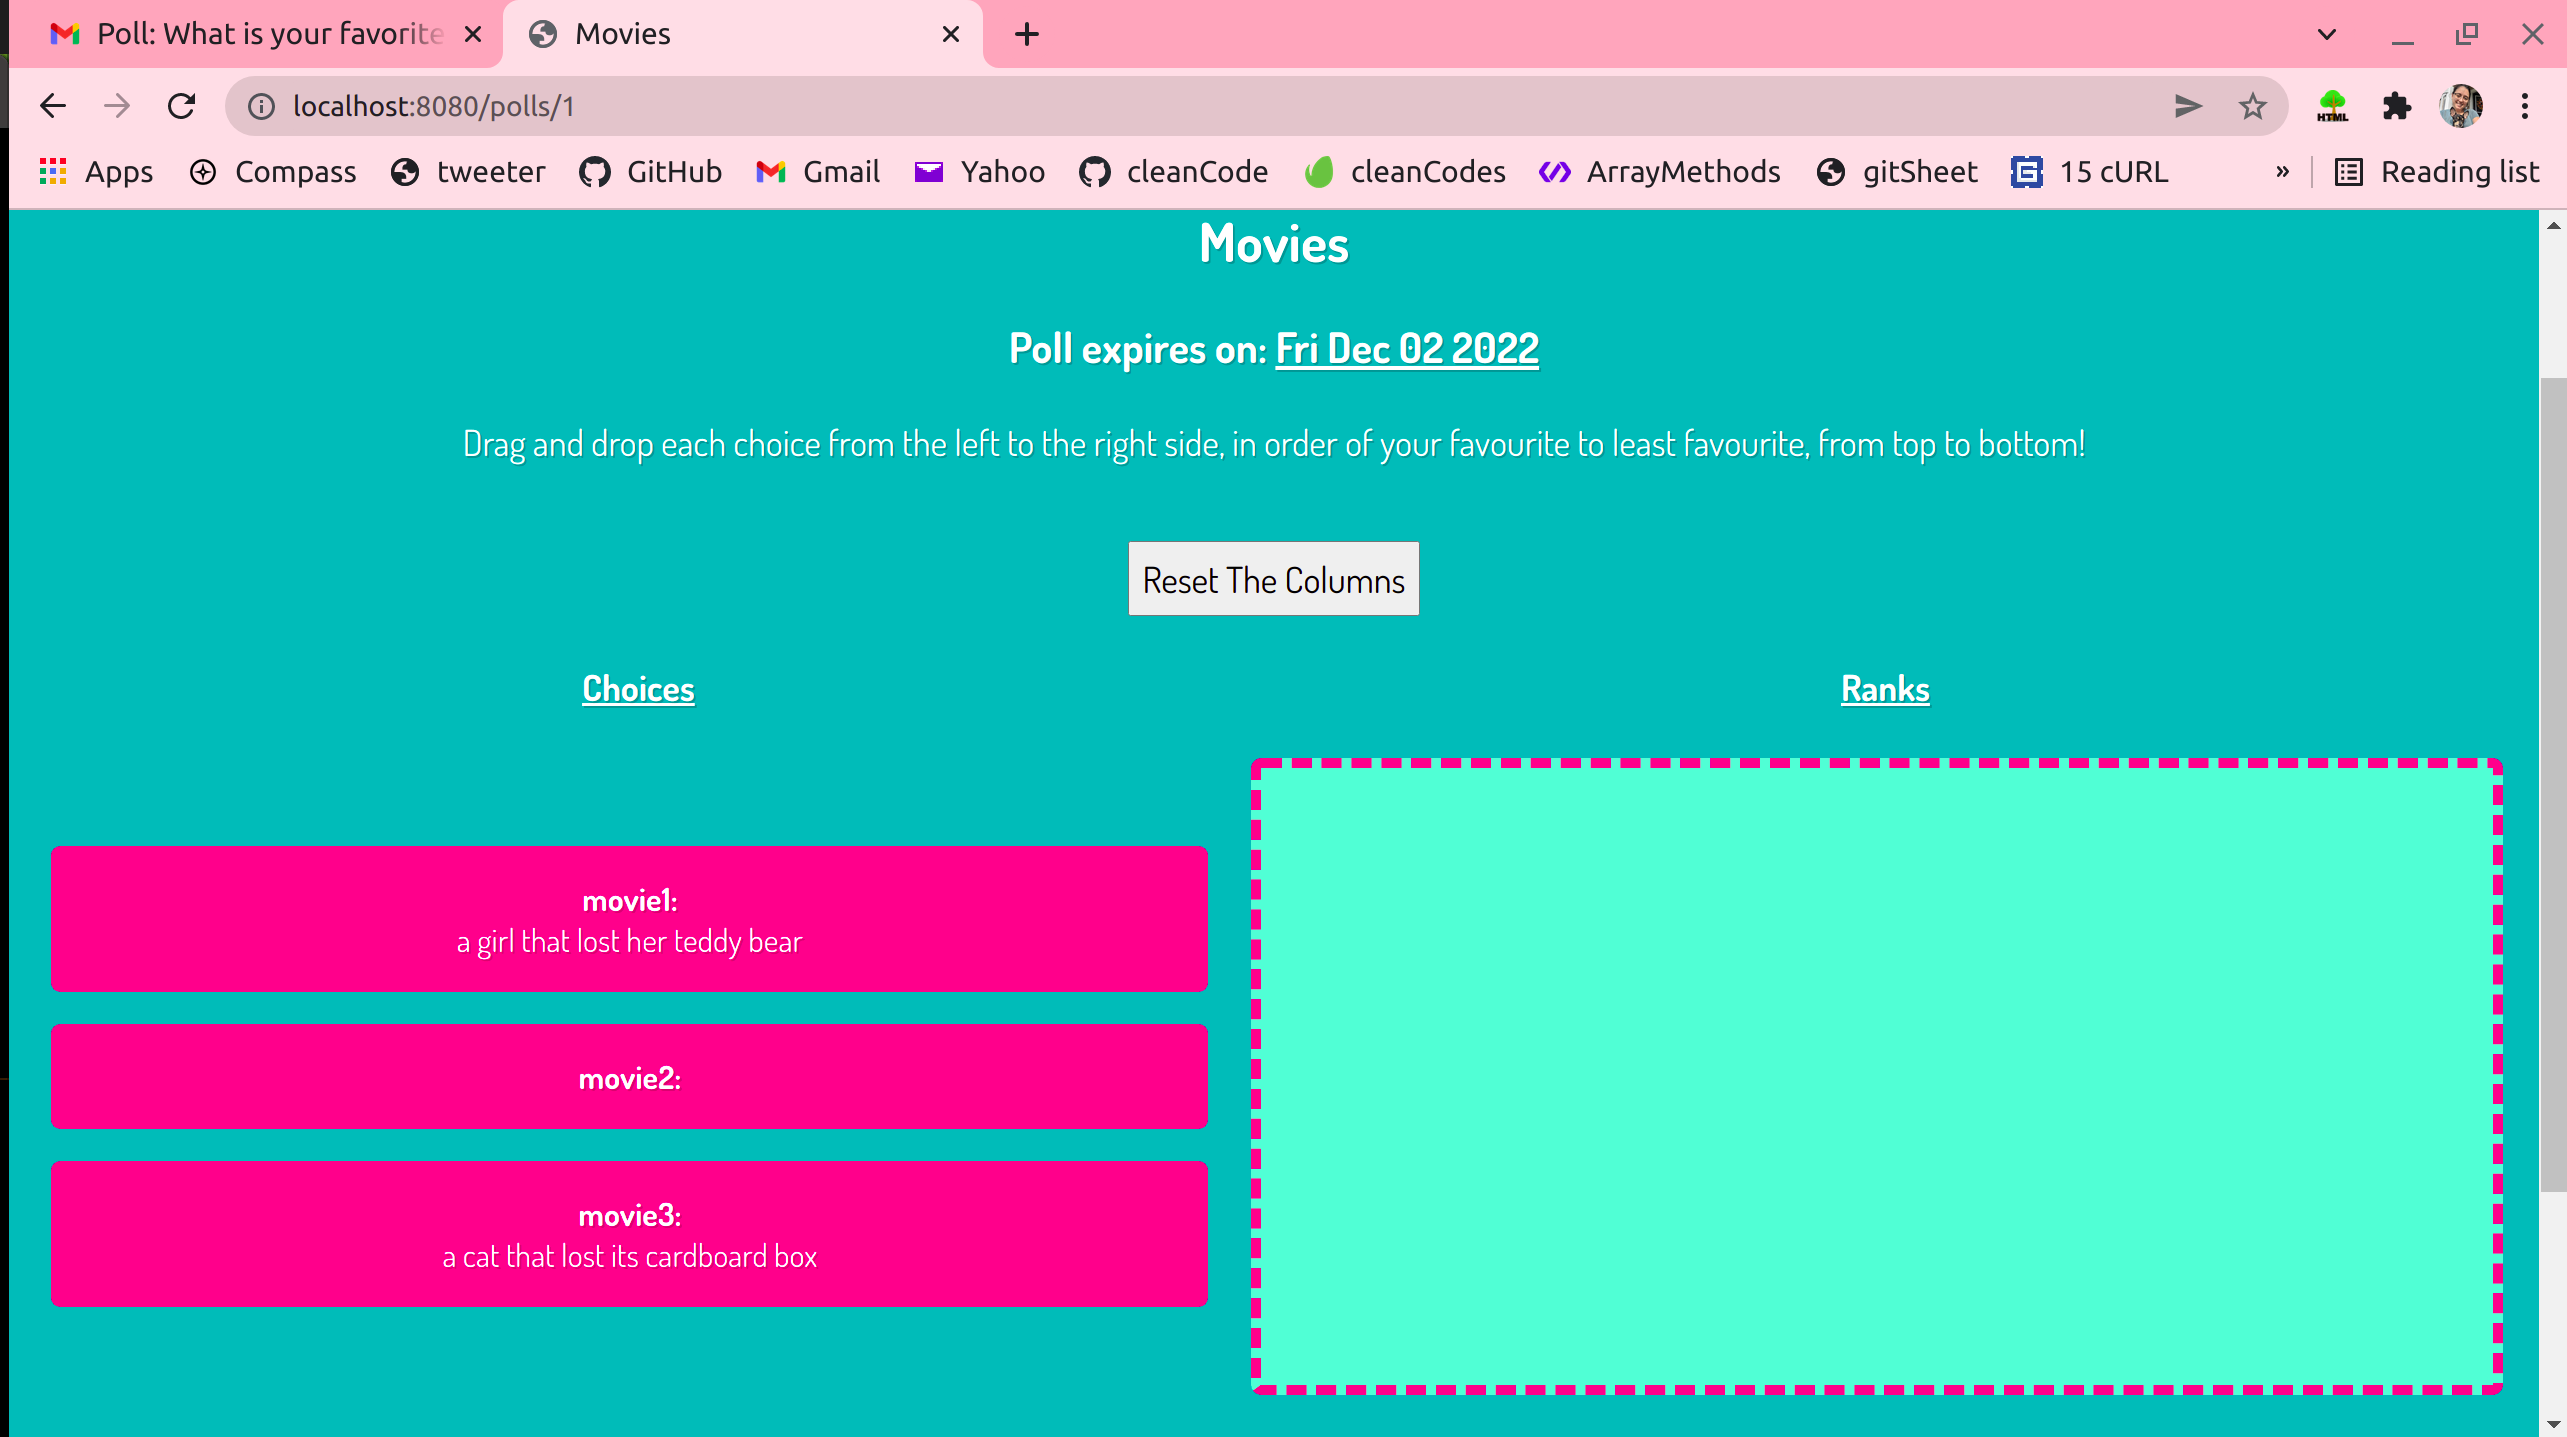 Poll: What is your favorite
Movies
localhost:8080/polls/1
HTML
Apps
Compass
tweeter
GitHub
Gmail
Yahoo
cleanCode
cleanCodes
ArrayMethods
gitSheet
15 cURL
»
Reading list
Movies
Poll expires on: Fri Dec 02 2022
Drag and drop each choice from the left to the right side, in order of your favourite to least favourite, from top to bottom!
Reset The Columns
Choices
Ranks
movie1:
a girl that lost her teddy bear
movie2:
movie3:
a cat that lost its cardboard box